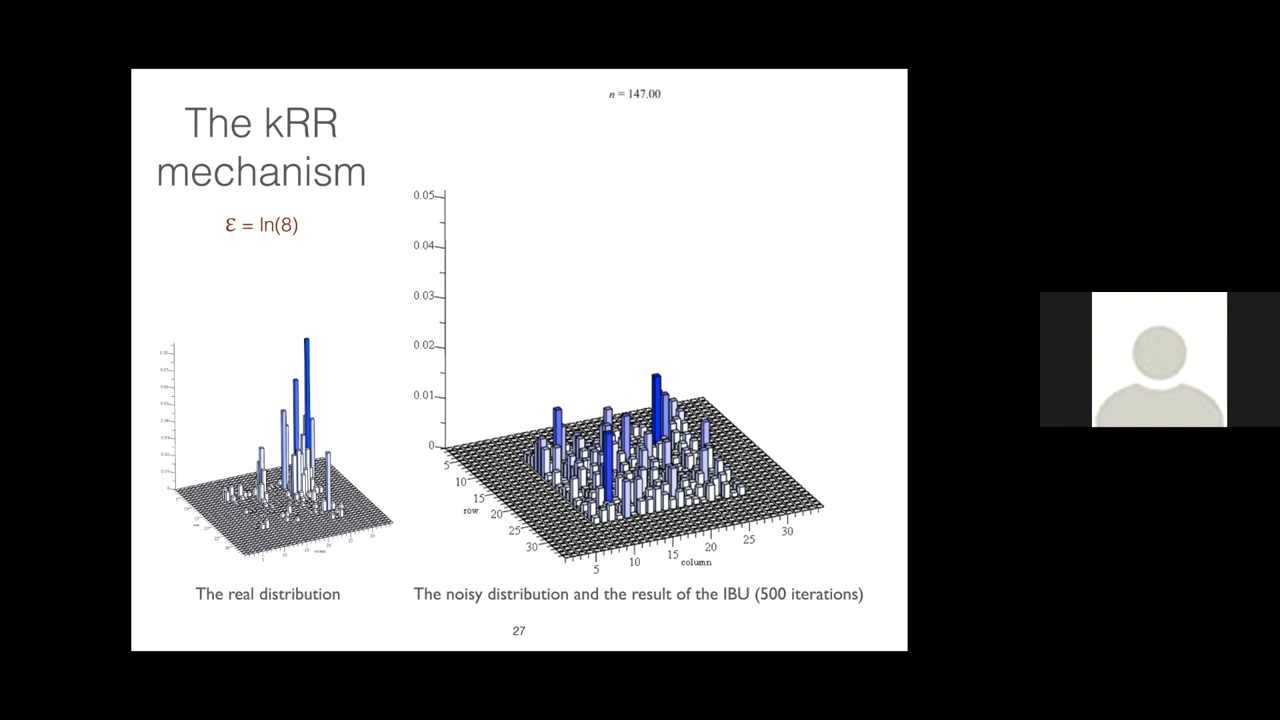 The kRR
mechanism
ε = ln(8)
n = 147.00
0.05
0.04
0.03
0.02
0.01
0
5
10
15
row
20
25
30
5
10
15
column
20
25
30
The real distribution
The noisy distribution and the result of the IBU (500 iterations)
27